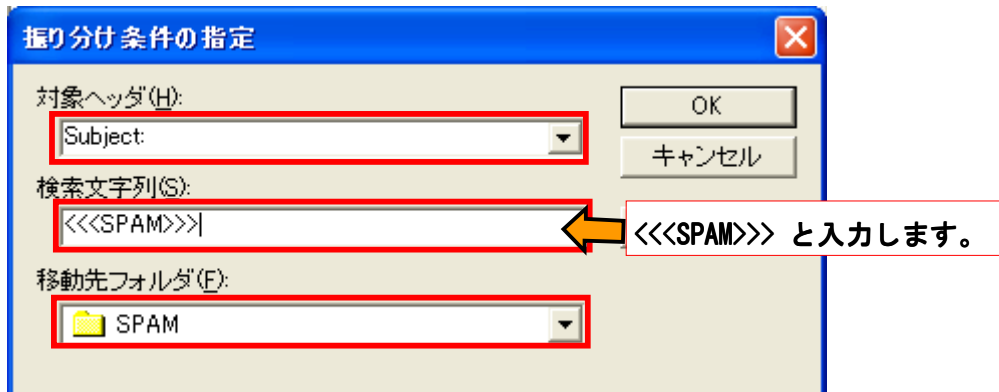 振り分け条件の指定
対象ヘッダ(H):
Subject:
OK
キャンセル
検索文字列(S):
<<<SPAM>>>
<<<SPAM>>> と入力します。
移動先フォルダ(F):
SPAM